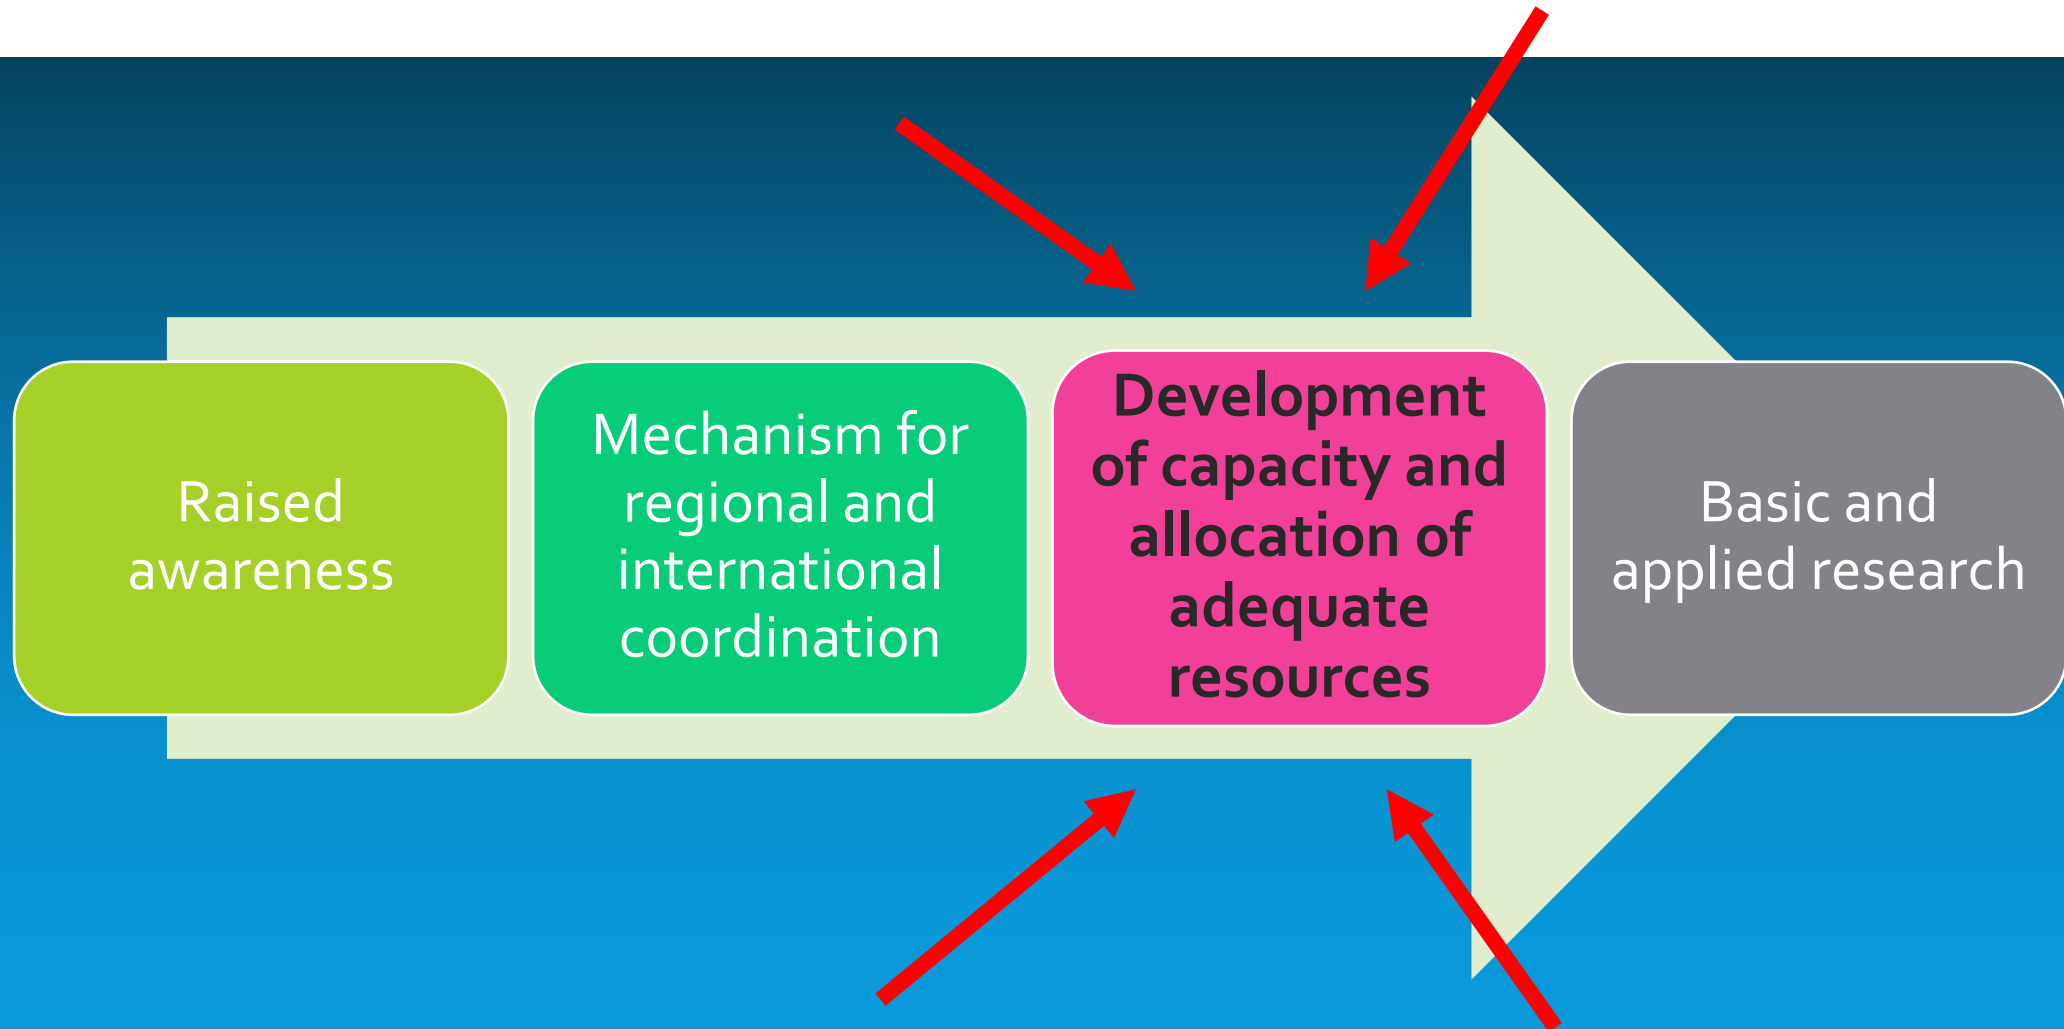 Raised
awareness
Mechanism for
regional and
international
coordination
Development
of capacity and
allocation of
adequate
resources
Basic and
applied research